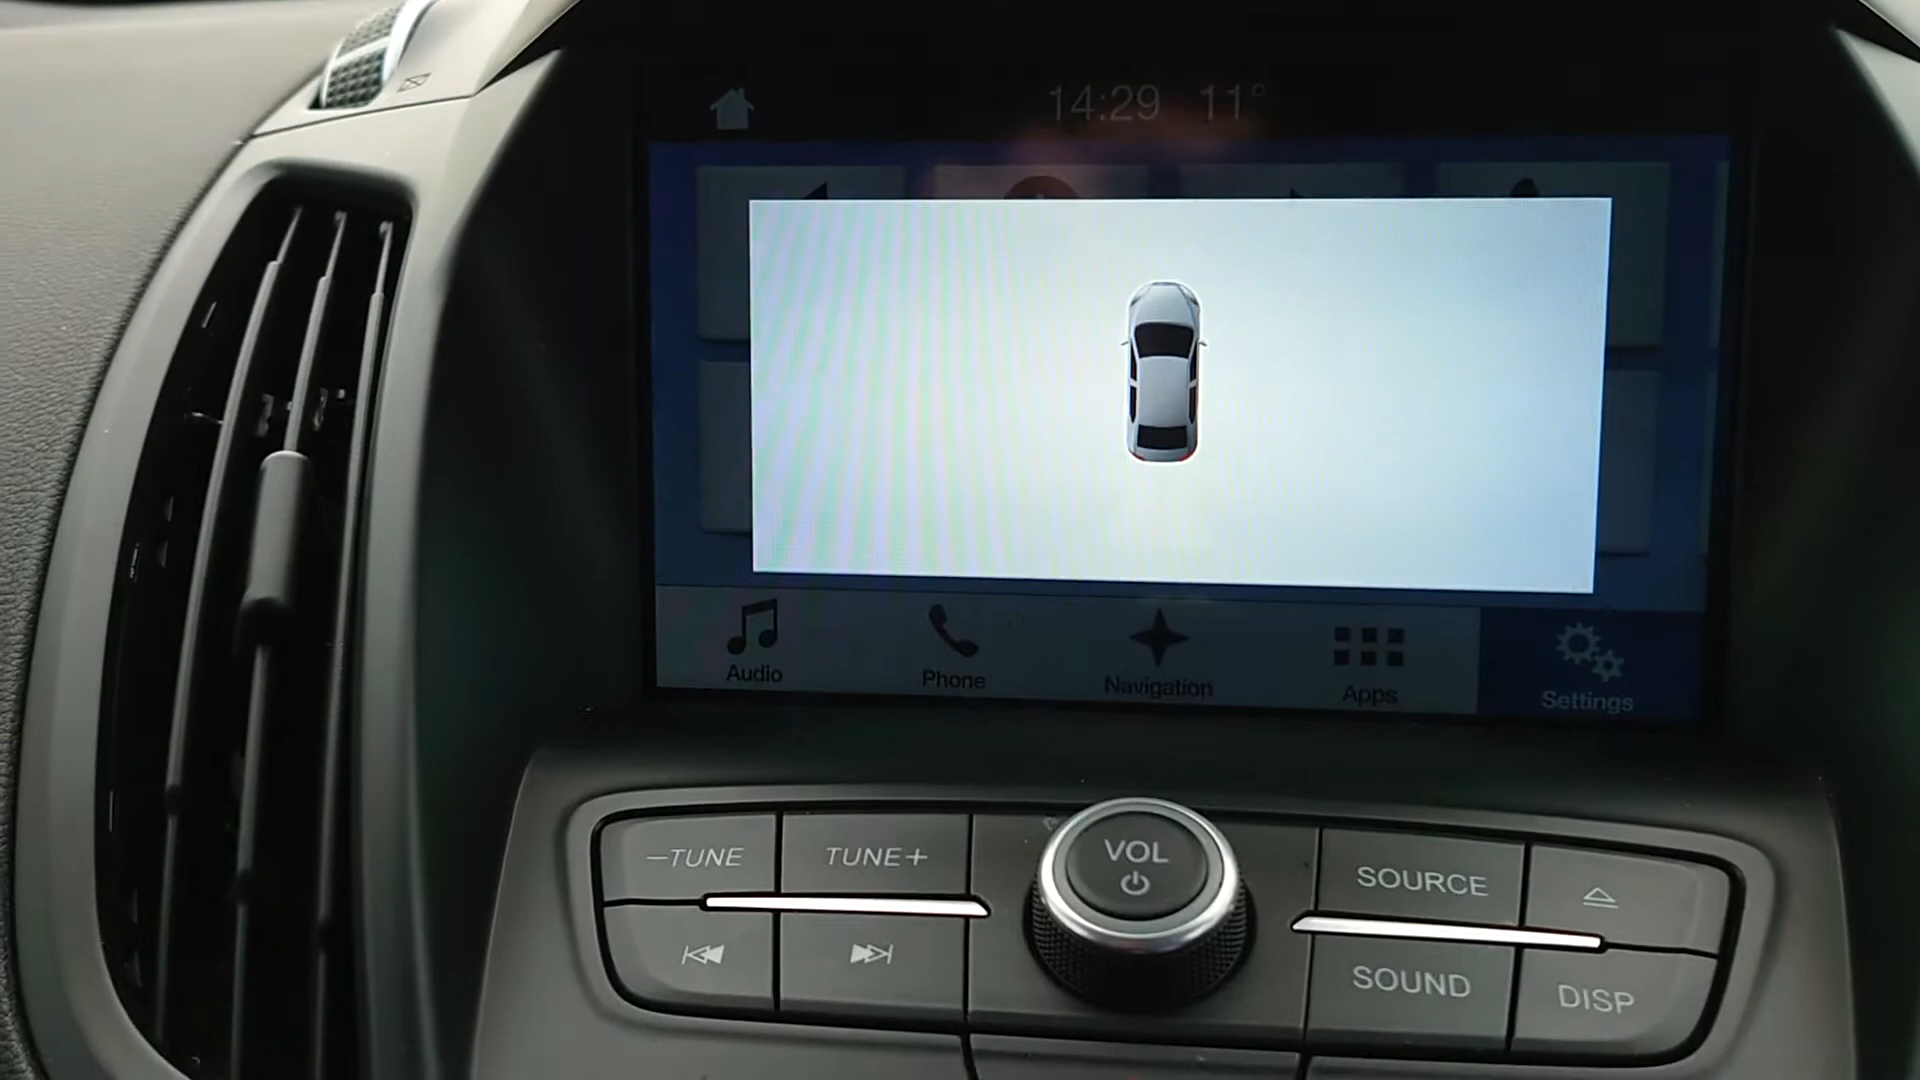 14:29 11°
Audio Phone Navigation Apps Settings
–TUNE TUNE+ VOL SOURCE
SOUND DISP